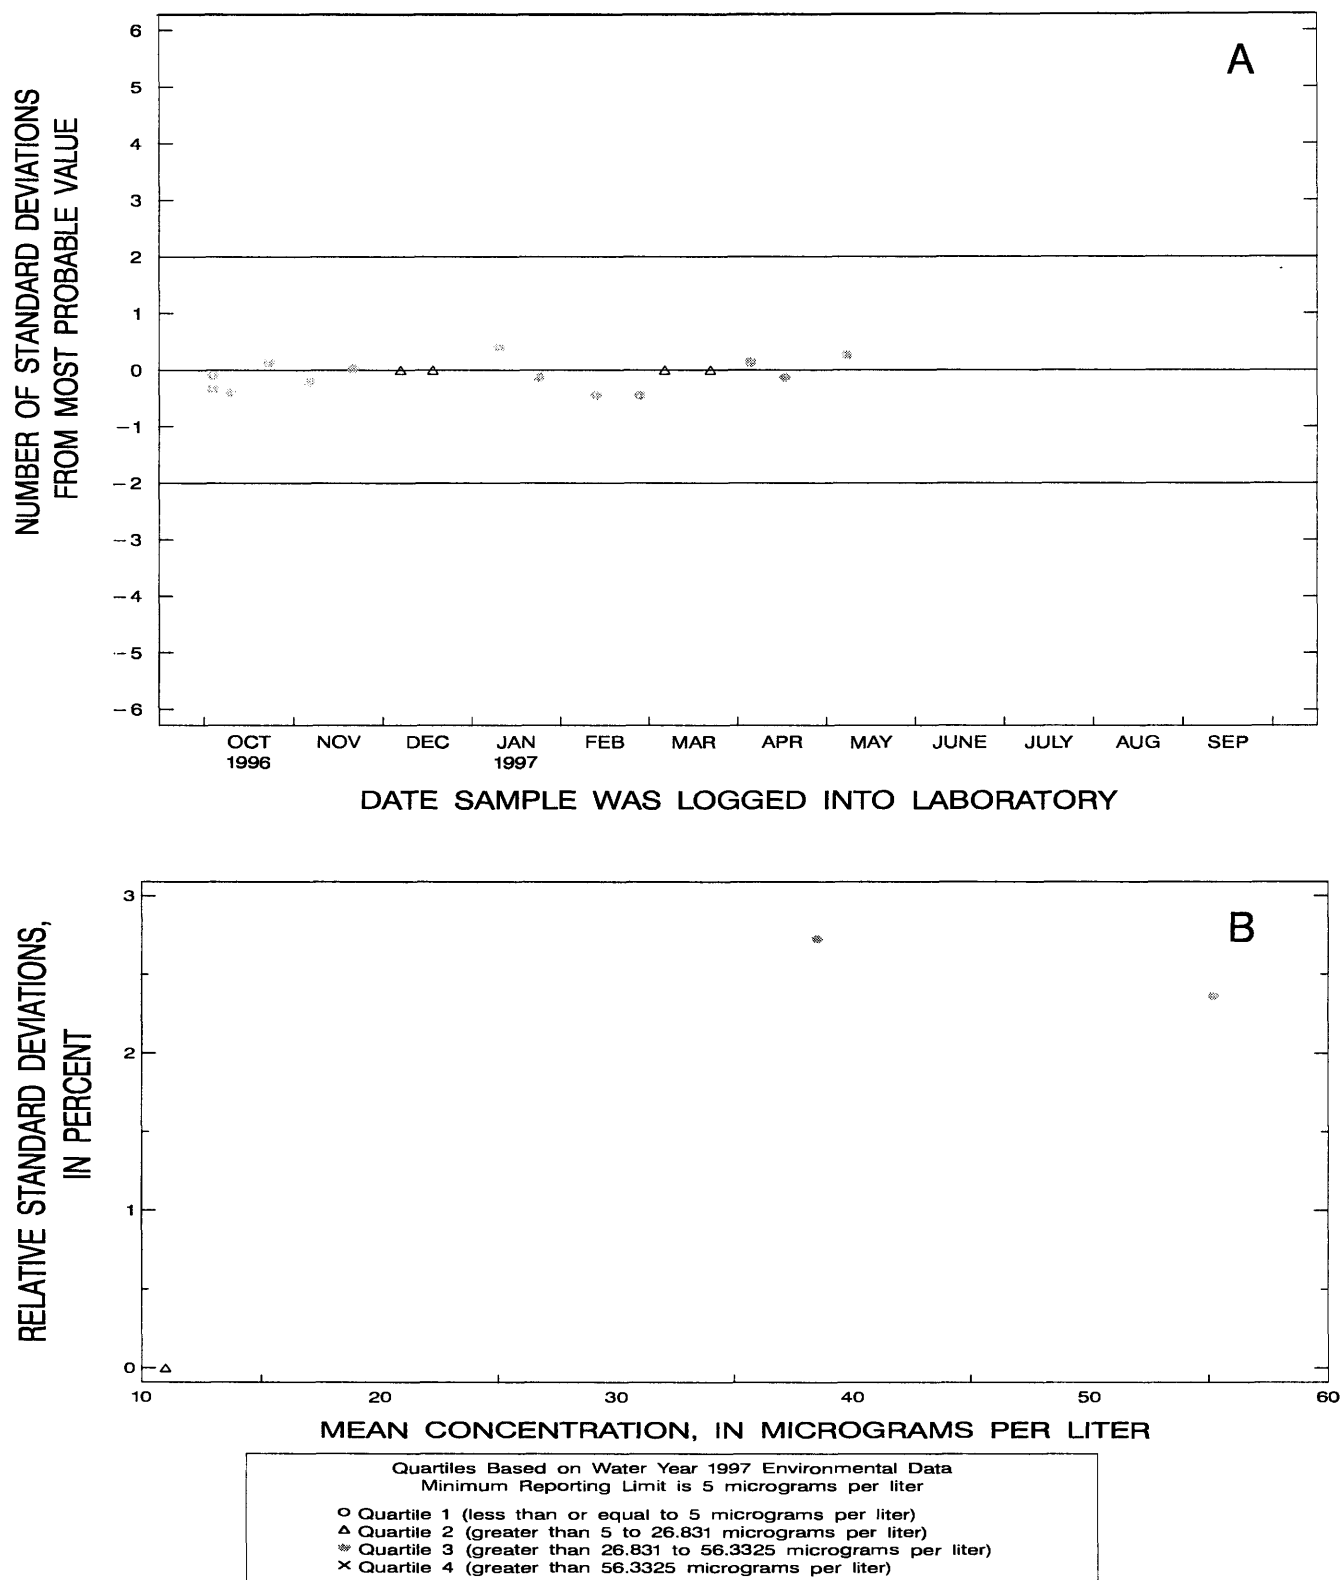 A
NUMBER OF STANDARD DEVIATIONS
FROM MOST PROBABLE VALUE
6
5
4
3
2
1
0
−1
−2
−3
−4
−5
−6
OCT NOV DEC JAN FEB MAR APR MAY JUNE JULY AUG SEP
1996 1997
DATE SAMPLE WAS LOGGED INTO LABORATORY
B
RELATIVE STANDARD DEVIATIONS,
IN PERCENT
3
2
1
0
10 20 30 40 50 60
MEAN CONCENTRATION, IN MICROGRAMS PER LITER
Quartiles Based on Water Year 1997 Environmental Data
Minimum Reporting Limit is 5 micrograms per liter
Quartile 1 (less than or equal to 5 micrograms per liter)
Quartile 2 (greater than 5 to 26.831 micrograms per liter)
Quartile 3 (greater than 26.831 to 56.3325 micrograms per liter)
Quartile 4 (greater than 56.3325 micrograms per liter)